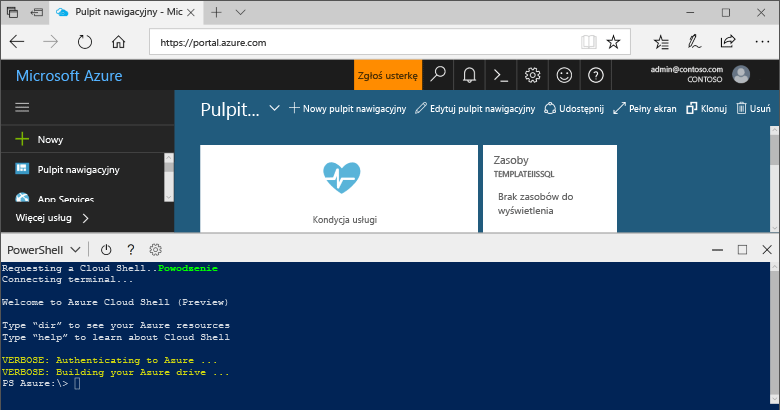 Pulpit nawigacyjny - Mic
https://portal.azure.com
Microsoft Azure
Zgłoś usterkę
admin@contoso.com
CONTOSO
Nowy
Pulpit nawigacyjny
App Services
Więcej usług
Pulpit...
Nowy pulpit nawigacyjny
Edytuj pulpit nawigacyjny
Udostępnij
Pełny ekran
Klonuj
Usuń
Kondycja usługi
Zasoby
TEMPLATEIISSQL
Brak zasobów do
wyświetlenia
PowerShell
Requesting a Cloud Shell..Powodzenie
Connecting terminal...
Welcome to Azure Cloud Shell (Preview)
Type “dir” to see your Azure resources
Type “help” to learn about Cloud Shell
VERBOSE: Authenticating to Azure ...
VERBOSE: Building your Azure drive ...
PS Azure:\>